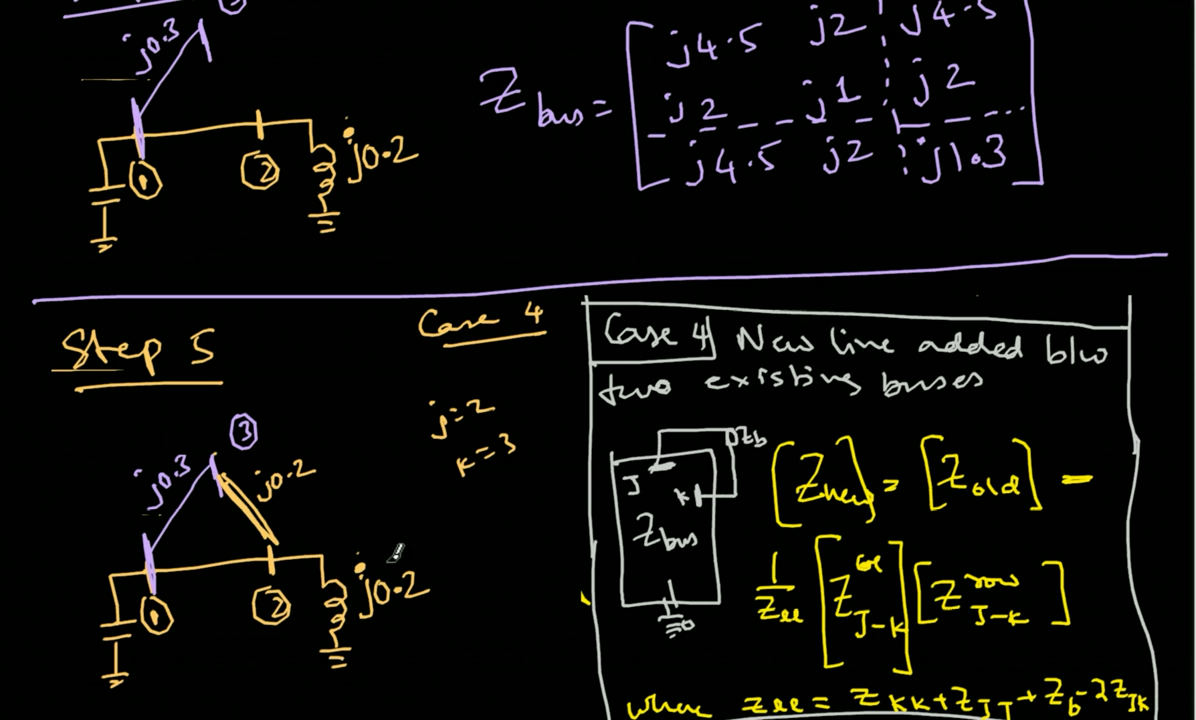 j0.3
j4.5 j2 j4.5
Zbus = j2 j1 j2
j4.5 j2 j1.3
① ② j0.2
Step 5
Case 4
j=2
k=3
③
j0.3 j0.2
① ② j0.2
Case 4 New line added b/w
two existing buses
Zb
J
k
Zbus
[Znew] = [Zold] -
1/Zll [Z col J-K] [Z row J-K]
where Zll = ZKK + ZJJ + Zb - 2ZJK